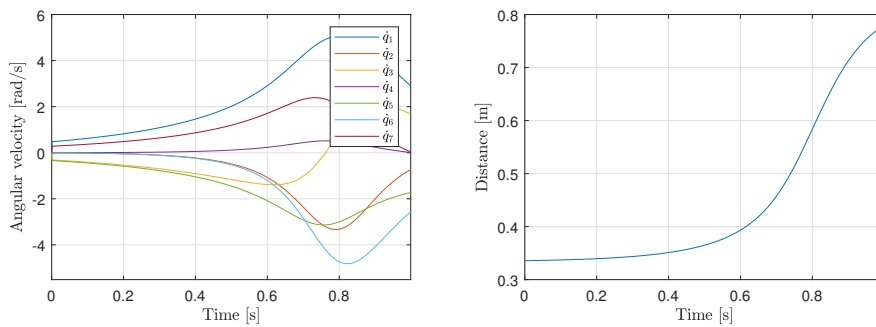 6
4
2
0
-2
-4
0
0.2
0.4
0.6
0.8
Time [s]
Angular velocity [rad/s]
q̇₁
q̇₂
q̇₃
q̇₄
q̇₅
q̇₆
q̇₇
0.8
0.7
0.6
0.5
0.4
0.3
0
0.2
0.4
0.6
0.8
Time [s]
Distance [m]